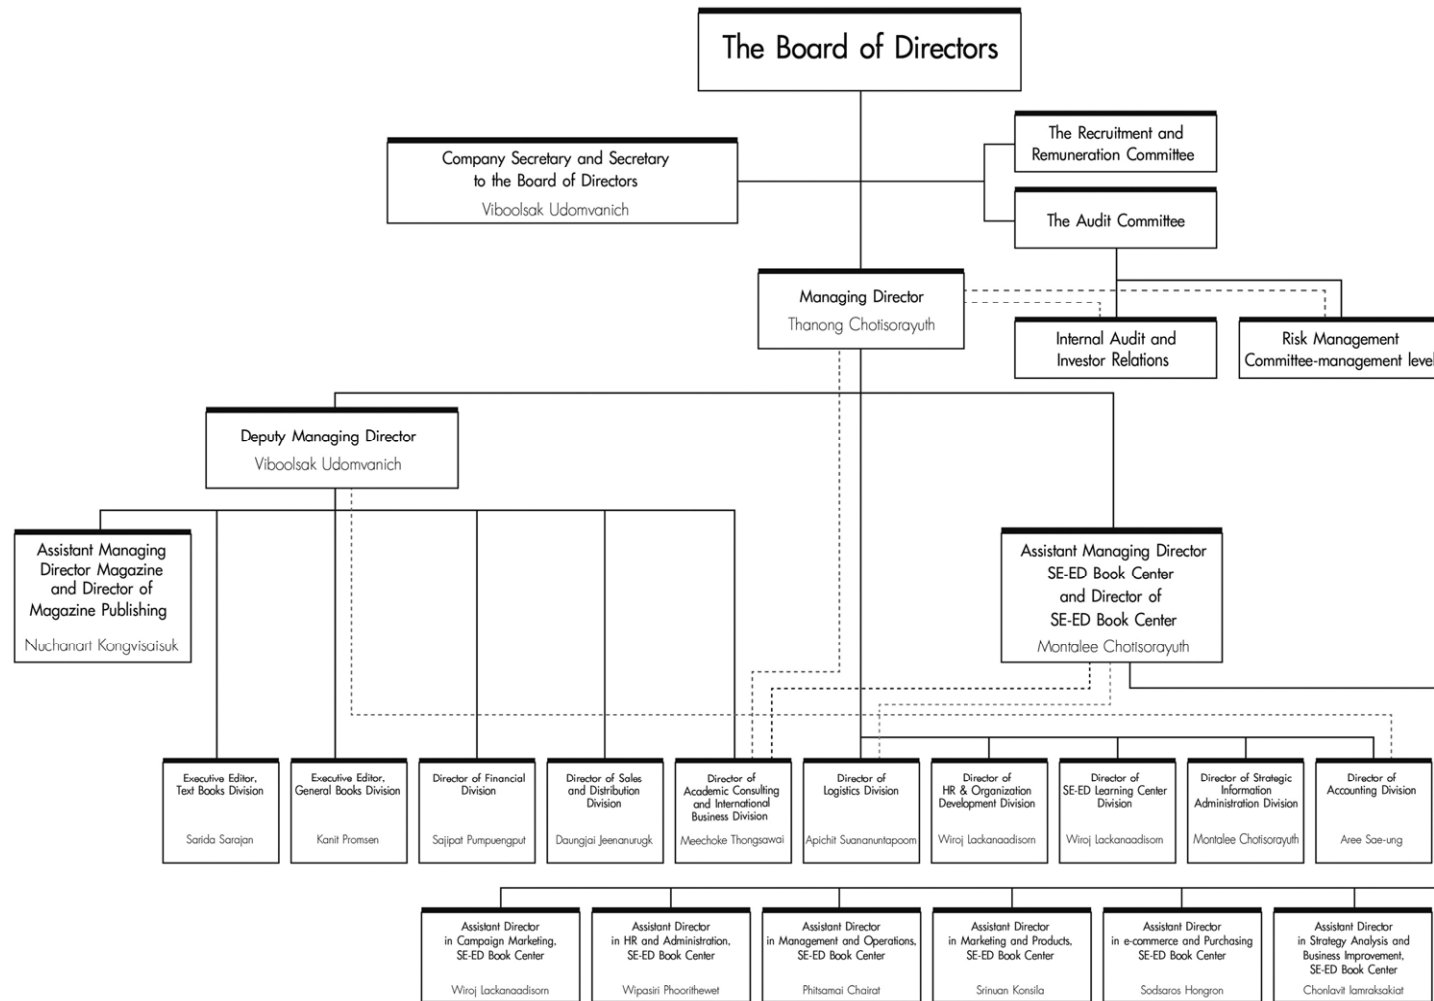 The Board of Directors
The Recruitment and
Remuneration Committee
Company Secretary and Secretary
to the Board of Directors
Viboolsak Udomvanich
The Audit Committee
Managing Director
Thanong Chotisorayuth
Internal Audit and
Investor Relations
Risk Management
Committee-management level
Deputy Managing Director
Viboolsak Udomvanich
Assistant Managing
Director Magazine
and Director of
Magazine Publishing
Nuchanart Kongvisaisuk
Assistant Managing Director
SE-ED Book Center
and Director of
SE-ED Book Center
Montalee Chotisorayuth
Executive Editor,
Text Books Division
Sarida Sarajan
Executive Editor,
General Books Division
Kanit Promsen
Director of Financial
Division
Sajipat Pumpuengput
Director of Sales
and Distribution
Division
Daungjai Jeenanurugk
Director of
Academic Consulting
and International
Business Division
Meechoke Thongsawai
Director of
Logistics Division
Apichit Suananuntapoom
Director of
HR & Organization
Development Division
Wiroj Lackanaadisorn
Director of
SE-ED Learning Center
Division
Wiroj Lackanaadisorn
Director of Strategic
Information
Administration Division
Montalee Chotisorayuth
Director of
Accounting Division
Aree Sae-ung
Assistant Director
in Campaign Marketing,
SE-ED Book Center
Wiroj Lackanaadisorn
Assistant Director
in HR and Administration,
SE-ED Book Center
Wipasiri Phoorithewet
Assistant Director
in Management and Operations,
SE-ED Book Center
Phitsamai Chairat
Assistant Director
in Marketing and Products,
SE-ED Book Center
Srinuan Konsila
Assistant Director
in e-commerce and Purchasing
SE-ED Book Center
Sodsaros Hongron
Assistant Director
in Strategy Analysis and
Business Improvement,
SE-ED Book Center
Chonlavit Iamraksakiat